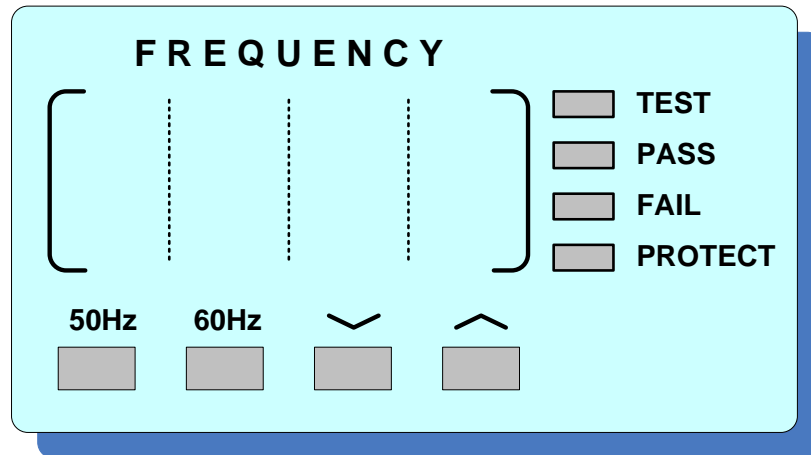 FREQUENCY
TEST
PASS
FAIL
PROTECT
50Hz 60Hz